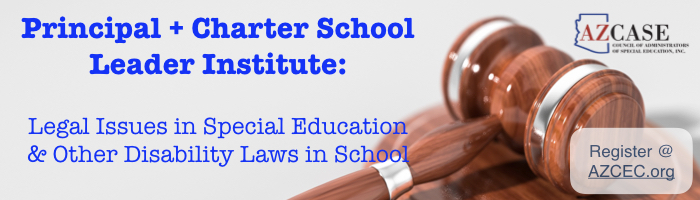 Principal + Charter School
Leader Institute:
Legal Issues in Special Education
& Other Disability Laws in School
AZCASE
COUNCIL OF ADMINISTRATORS
OF SPECIAL EDUCATION, INC.
Register @
AZCEC.org